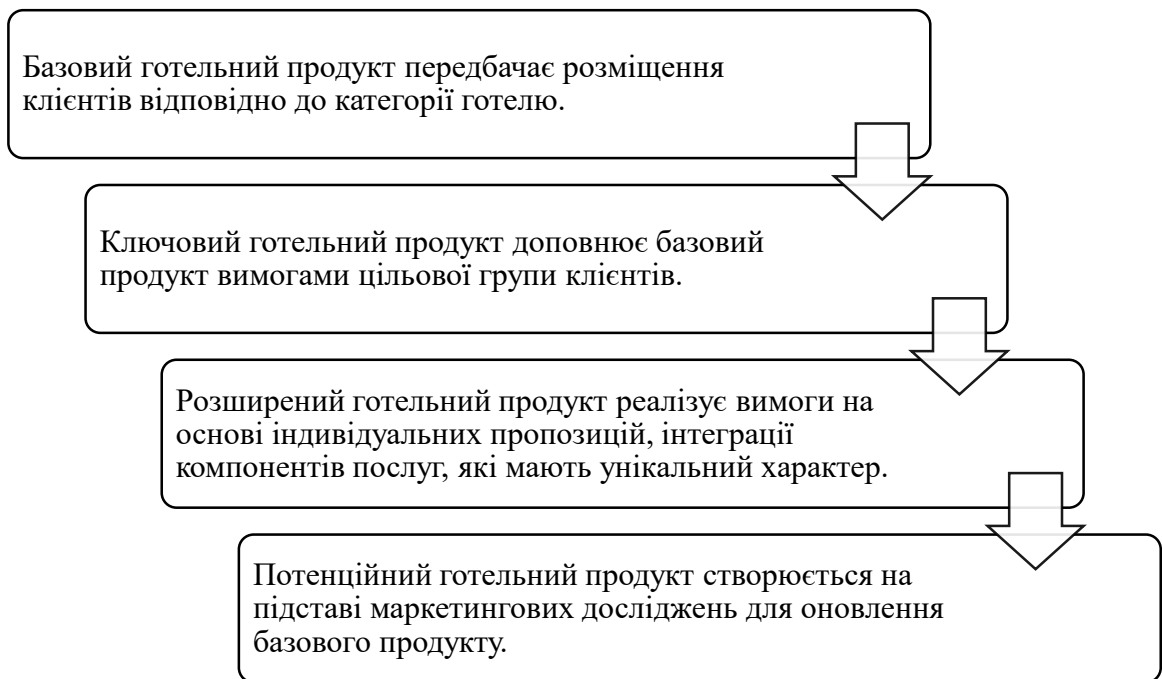 Базовий готельний продукт передбачає розміщення
клієнтів відповідно до категорії готелю.
Ключовий готельний продукт доповнює базовий
продукт вимогами цільової групи клієнтів.
Розширений готельний продукт реалізує вимоги на
основі індивідуальних пропозицій, інтеграції
компонентів послуг, які мають унікальний характер.
Потенційний готельний продукт створюється на
підставі маркетингових досліджень для оновлення
базового продукту.